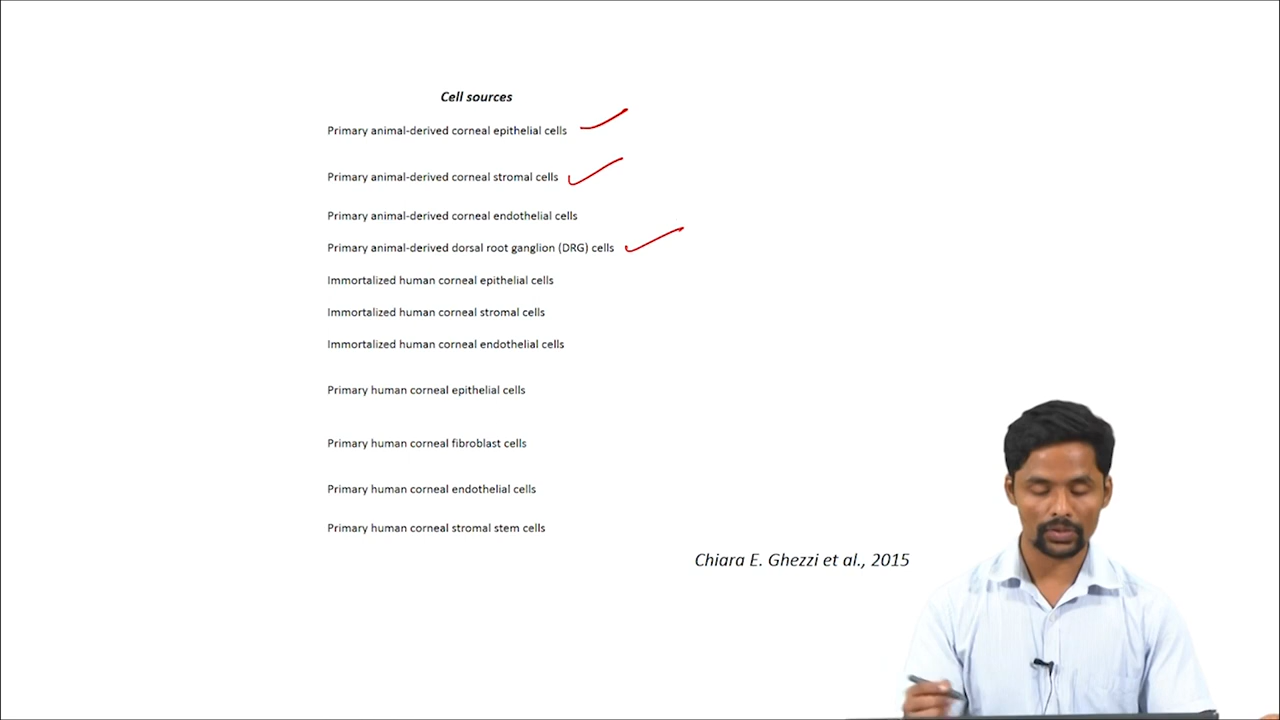 Cell sources
Primary animal-derived corneal epithelial cells
Primary animal-derived corneal stromal cells
Primary animal-derived corneal endothelial cells
Primary animal-derived dorsal root ganglion (DRG) cells
Immortalized human corneal epithelial cells
Immortalized human corneal stromal cells
Immortalized human corneal endothelial cells
Primary human corneal epithelial cells
Primary human corneal fibroblast cells
Primary human corneal endothelial cells
Primary human corneal stromal stem cells
Chiara E. Ghezzi et al., 2015